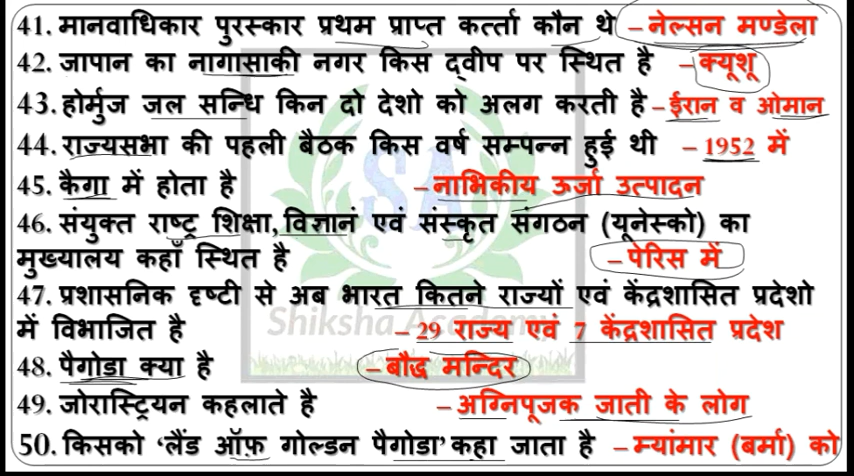 41. मानवाधिकार पुरस्कार प्रथम प्राप्त कर्त्ता कौन थे – नेल्सन मण्डेला
42. जापान का नागासाकी नगर किस द्वीप पर स्थित है – क्यूशू
43. होर्मुज जल सन्धि किन दो देशो को अलग करती है – ईरान व ओमान
44. राज्यसभा की पहली बैठक किस वर्ष सम्पन्न हुई थी – 1952 में
45. कैगा में होता है – नाभिकीय ऊर्जा उत्पादन
46. संयुक्त राष्ट्र शिक्षा, विज्ञानं एवं संस्कृत संगठन (यूनेस्को) का
मुख्यालय कहाँ स्थित है – पेरिस में
47. प्रशासनिक दृष्टी से अब भारत कितने राज्यों एवं केंद्रशासित प्रदेशो
में विभाजित है – 29 राज्य एवं 7 केंद्रशासित प्रदेश
48. पैगोडा क्या है – बौद्ध मन्दिर
49. जोरास्ट्रियन कहलाते है – अग्निपूजक जाती के लोग
50. किसको ‘लैंड ऑफ़ गोल्डन पैगोडा’ कहा जाता है – म्यांमार (बर्मा) को
SA
Shiksha Academy